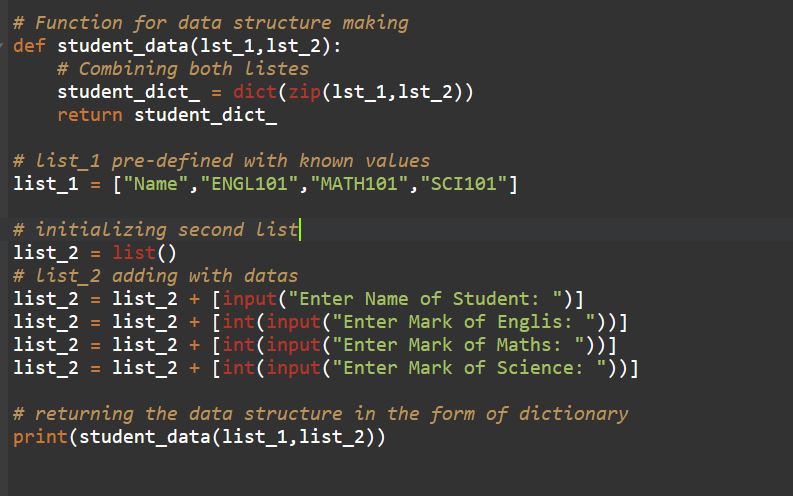 # Function for data structure making
def student_data(lst_1,lst_2):
    # Combining both listes
    student_dict_ = dict(zip(lst_1,lst_2))
    return student_dict_

# list_1 pre-defined with known values
list_1 = ["Name","ENGL101","MATH101","SCI101"]

# initializing second list
list_2 = list()
# list_2 adding with datas
list_2 = list_2 + [input("Enter Name of Student: ")]
list_2 = list_2 + [int(input("Enter Mark of Englis: "))]
list_2 = list_2 + [int(input("Enter Mark of Maths: "))]
list_2 = list_2 + [int(input("Enter Mark of Science: "))]

# returning the data structure in the form of dictionary
print(student_data(list_1,list_2))